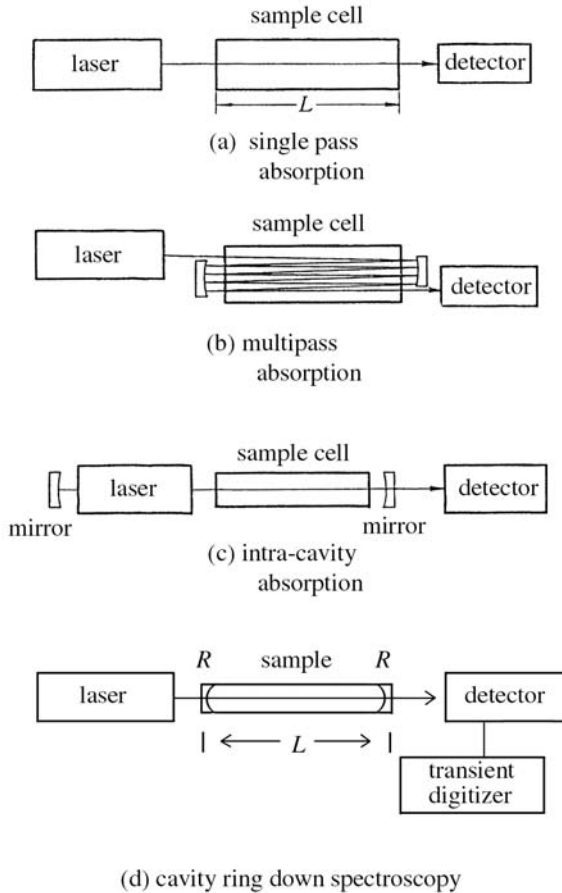 sample cell
laser
detector
L
(a) single pass
absorption
sample cell
laser
detector
(b) multipass
absorption
sample cell
laser
detector
mirror
mirror
(c) intra-cavity
absorption
R sample R
laser
detector
L
transient
digitizer
(d) cavity ring down spectroscopy